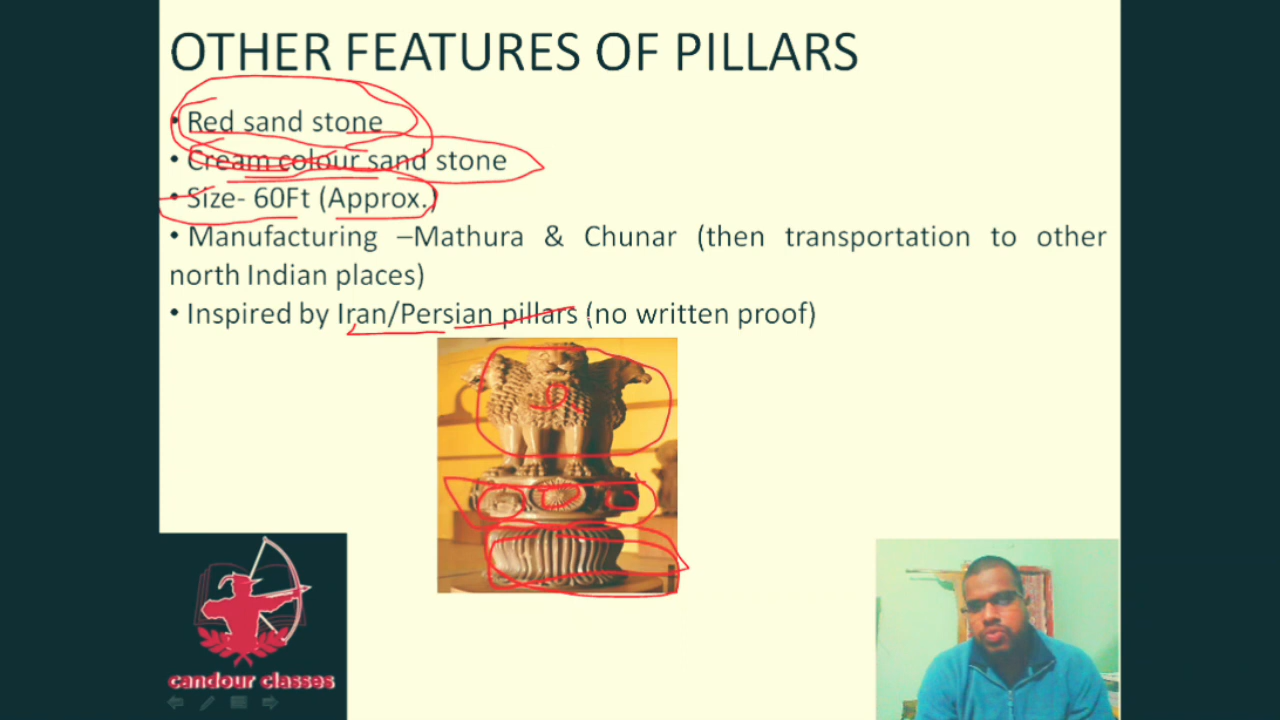 OTHER FEATURES OF PILLARS
• Red sand stone
• Cream colour sand stone
• Size- 60Ft (Approx.)
• Manufacturing –Mathura & Chunar (then transportation to other
north Indian places)
• Inspired by Iran/Persian pillars (no written proof)
candour classes